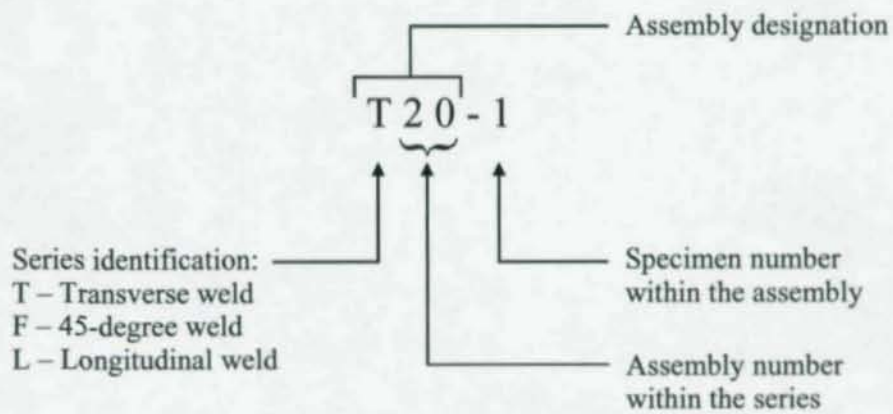 Assembly designation
T 2 0 - 1
Series identification:
T – Transverse weld
F – 45-degree weld
L – Longitudinal weld
Specimen number
within the assembly
Assembly number
within the series